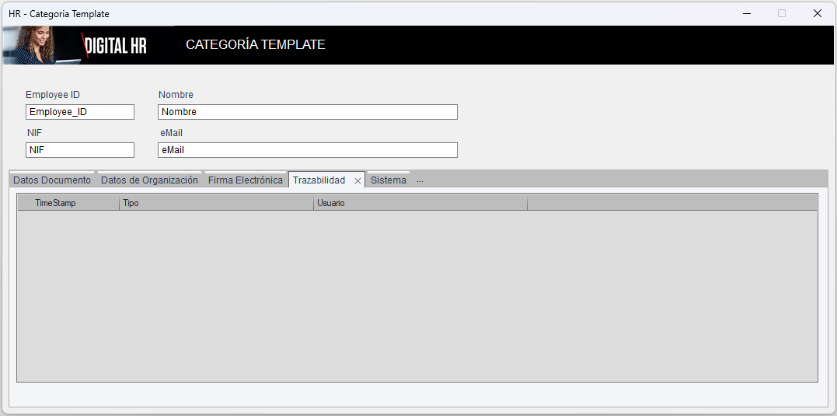 HR - Categoria Template
DIGITAL HR
CATEGORÍA TEMPLATE
Employee ID Nombre
Employee_ID Nombre
NIF eMail
NIF eMail
Datos Documento Datos de Organización Firma Electrónica Trazabilidad Sistema ...
TimeStamp Tipo Usuario